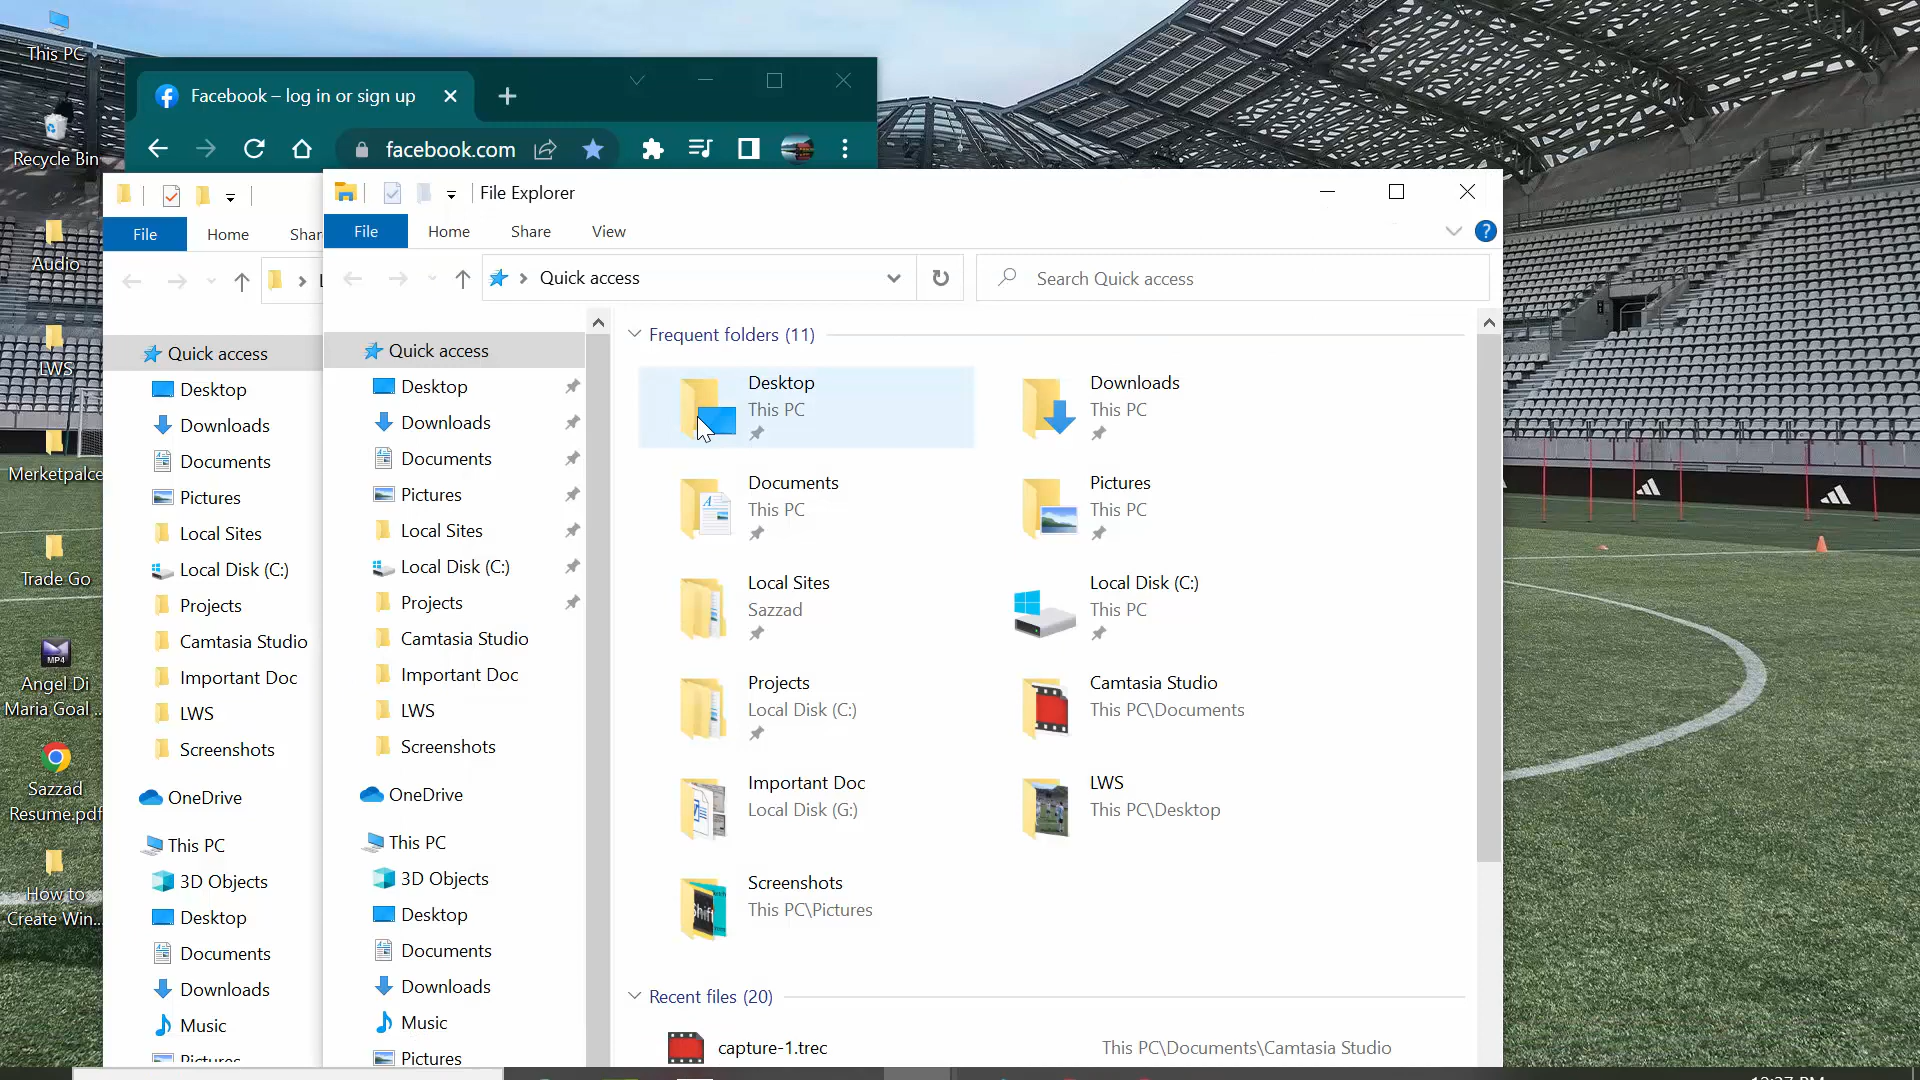 This PC
Recycle Bin
Audio
LWS
Merketpalce
Trade Go
MP4
Angel Di
Maria Goal ...
Sazzad
Resume.pdf
How to
Create Win...
Facebook – log in or sign up
facebook.com
File
Home
Shar
Quick access
Desktop
Downloads
Documents
Pictures
Local Sites
Local Disk (C:)
Projects
Camtasia Studio
Important Doc
LWS
Screenshots
OneDrive
This PC
3D Objects
Desktop
Documents
Downloads
Music
Pictures
File Explorer
File
Home
Share
View
?
Quick access
Search Quick access
Quick access
Desktop
Downloads
Documents
Pictures
Local Sites
Local Disk (C:)
Projects
Camtasia Studio
Important Doc
LWS
Screenshots
OneDrive
This PC
3D Objects
Desktop
Documents
Downloads
Music
Pictures
Frequent folders (11)
Desktop
This PC
Downloads
This PC
Documents
This PC
Pictures
This PC
Local Sites
Sazzad
Local Disk (C:)
This PC
Projects
Local Disk (C:)
Camtasia Studio
This PC\Documents
Important Doc
Local Disk (G:)
LWS
This PC\Desktop
Screenshots
This PC\Pictures
Recent files (20)
capture-1.trec
This PC\Documents\Camtasia Studio